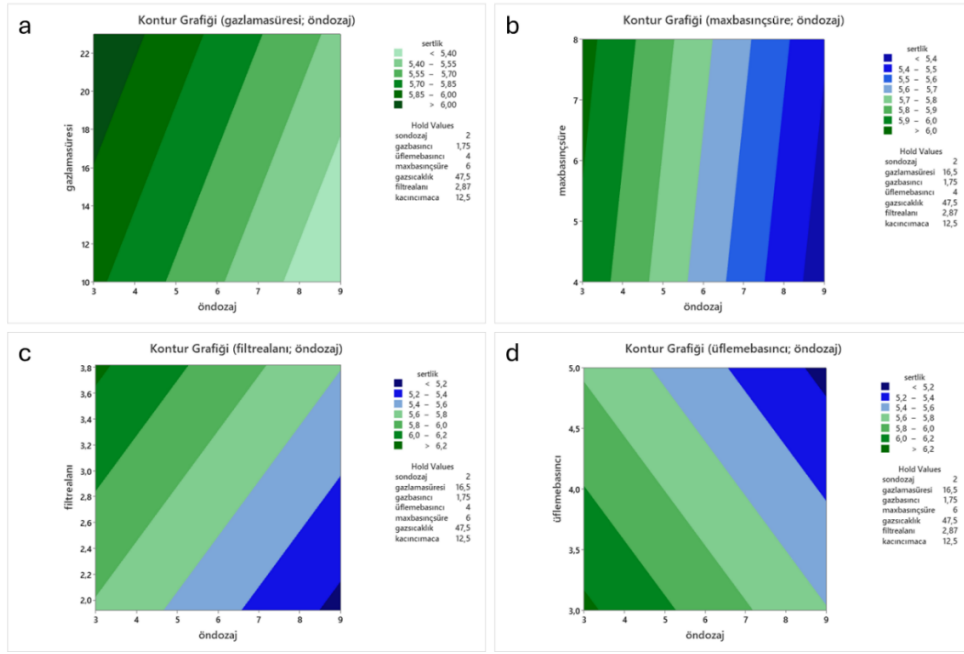 a
Kontur Grafiği (gazlamasüresi; öndozaj)
gazlamasüresi
22
20
18
16
14
12
10
3 4 5 6 7 8 9
öndozaj
sertlik
< 5,40
5,40 – 5,55
5,55 – 5,70
5,70 – 5,85
5,85 – 6,00
> 6,00
Hold Values
sondozaj 2
gazbasıncı 1,75
üflemebasıncı 4
maxbasınçsüre 6
gazsıcaklık 47,5
filtrealanı 2,87
kacıncımaca 12,5
b
Kontur Grafiği (maxbasınçsüre; öndozaj)
maxbasınçsüre
8
7
6
5
4
3 4 5 6 7 8 9
öndozaj
sertlik
< 5,4
5,4 – 5,5
5,5 – 5,6
5,6 – 5,7
5,7 – 5,8
5,8 – 5,9
5,9 – 6,0
> 6,0
Hold Values
sondozaj 2
gazlamasüresi 16,5
gazbasıncı 1,75
üflemebasıncı 4
gazsıcaklık 47,5
filtrealanı 2,87
kacıncımaca 12,5
c
Kontur Grafiği (filtrealanı; öndozaj)
filtrealanı
3,8
3,6
3,4
3,2
3,0
2,8
2,6
2,4
2,2
2,0
3 4 5 6 7 8 9
öndozaj
sertlik
< 5,2
5,2 – 5,4
5,4 – 5,6
5,6 – 5,8
5,8 – 6,0
6,0 – 6,2
> 6,2
Hold Values
sondozaj 2
gazlamasüresi 16,5
gazbasıncı 1,75
üflemebasıncı 4
maxbasınçsüre 6
gazsıcaklık 47,5
kacıncımaca 12,5
d
Kontur Grafiği (üflemebasıncı; öndozaj)
üflemebasıncı
5,0
4,5
4,0
3,5
3,0
3 4 5 6 7 8 9
öndozaj
sertlik
< 5,2
5,2 – 5,4
5,4 – 5,6
5,6 – 5,8
5,8 – 6,0
6,0 – 6,2
> 6,2
Hold Values
sondozaj 2
gazlamasüresi 16,5
gazbasıncı 1,75
maxbasınçsüre 6
gazsıcaklık 47,5
filtrealanı 2,87
kacıncımaca 12,5